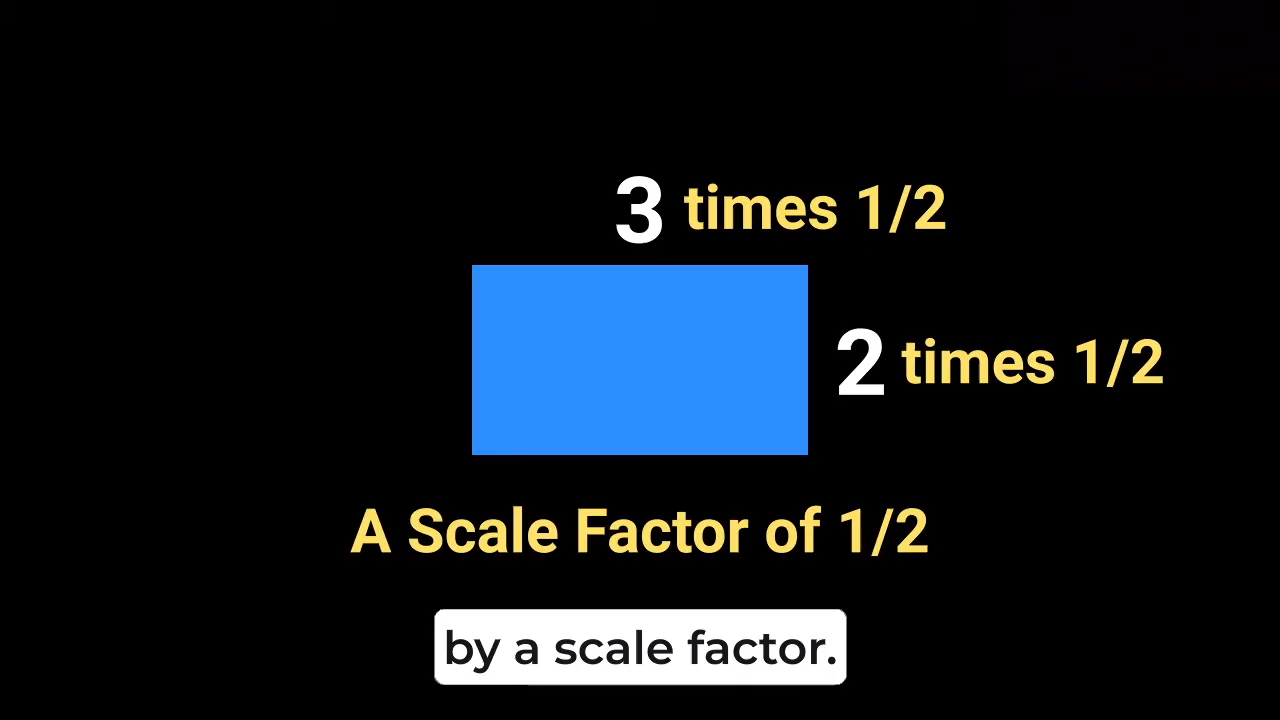 3 times 1/2
2 times 1/2
A Scale Factor of 1/2
by a scale factor.